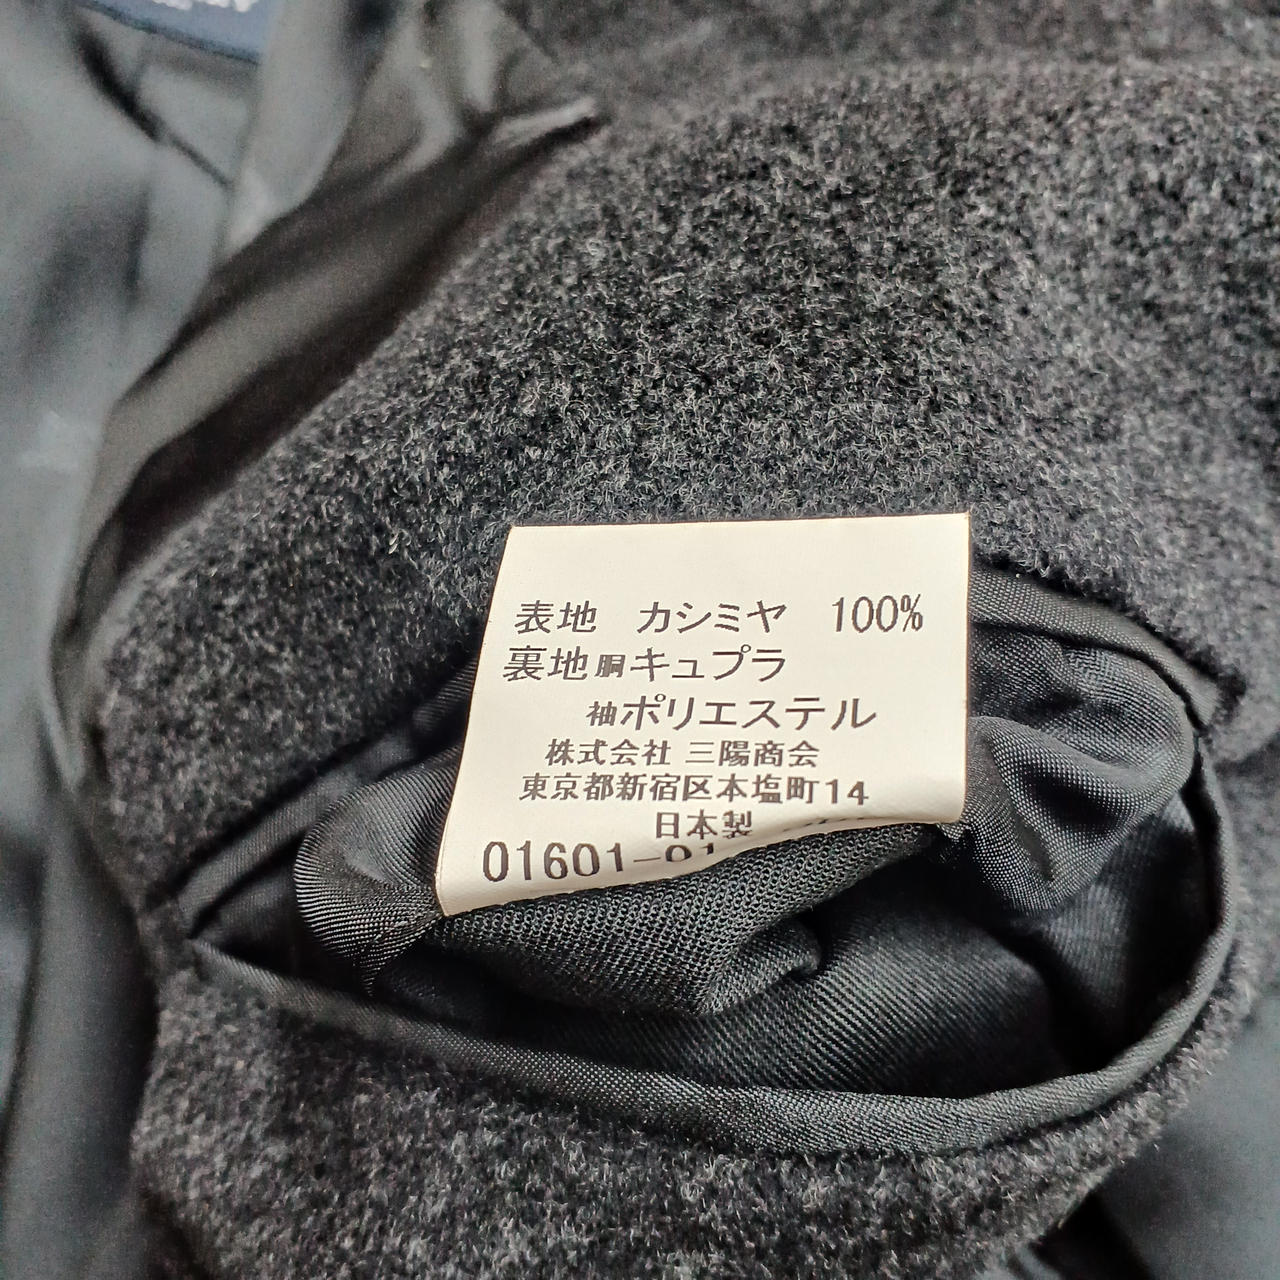 表地 カシミヤ 100%
裏地胴キュプラ
袖ポリエステル
株式会社 三陽商会
東京都新宿区本塩町14
日本製
01601-91